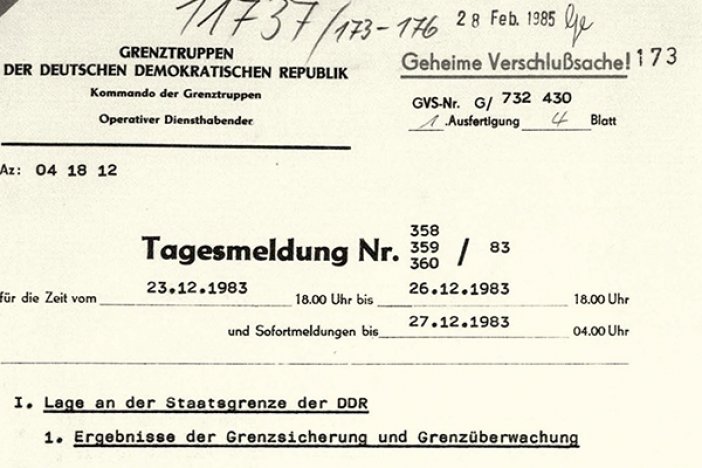 11737/173-176 28 Feb. 1985
GRENZTRUPPEN
DER DEUTSCHEN DEMOKRATISCHEN REPUBLIK
Kommando der Grenztruppen
Operativer Diensthabender
Geheime Verschlußsache! 173
GVS-Nr. G/ 732 430
1 .Ausfertigung 4 Blatt
Az: 04 18 12
358
Tagesmeldung Nr. 359 / 83
360
für die Zeit vom 23.12.1983 18.00 Uhr bis 26.12.1983 18.00 Uhr
und Sofortmeldungen bis 27.12.1983 04.00 Uhr
I. Lage an der Staatsgrenze der DDR
1. Ergebnisse der Grenzsicherung und Grenzüberwachung